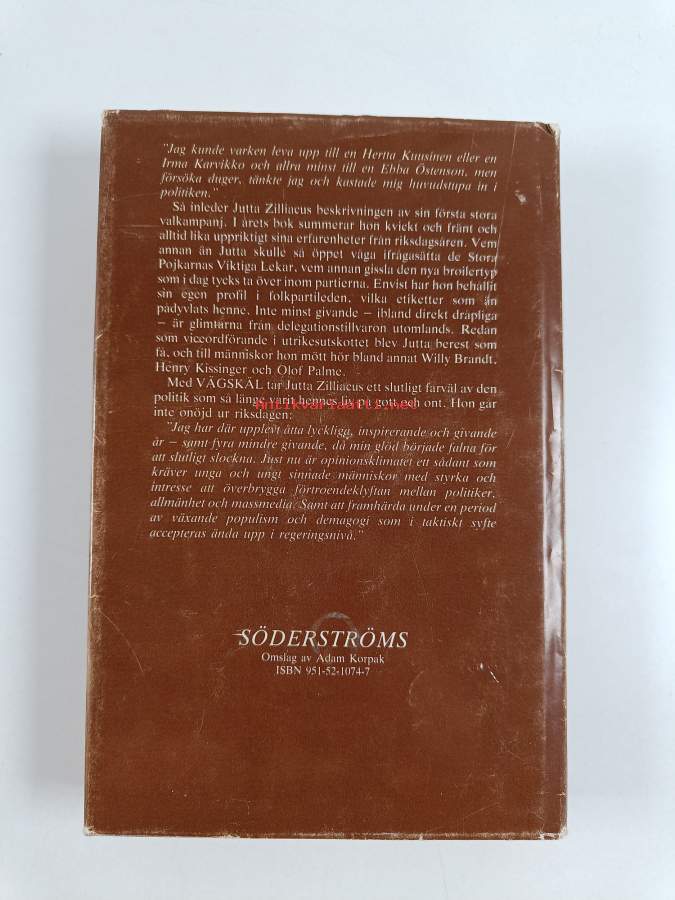 "Jag kunde varken leva upp till en Hertta Kuusinen eller en
Irma Karvikko och allra minst till en Ebba Östenson, men
försöka duger, tänkte jag och kastade mig huvudstupa in i
politiken."
Så inleder Jutta Zilliacus beskrivningen av sin första stora
valkampanj. I årets bok summerar hon kvickt och fränt och
alltid lika uppriktigt sina erfarenheter från riksdagsåren. Vem
annan än Jutta skulle så öppet våga ifrågasätta de Stora
Pojkarnas Viktiga Lekar, vem annan gissla den nya broilertyp
som i dag tycks ta över inom partierna. Envist har hon behållit
sin egen profil i folkpartileden, vilka etiketter som än
pådyvlats henne. Inte minst givande – ibland direkt dråpliga
– är glimtarna från delegationstillvaron utomlands. Redan
som viceordförande i utrikesutskottet blev Jutta berest som
få, och till människor hon mött hör bland annat Willy Brandt,
Henry Kissinger och Olof Palme.
Med VÄGSKÄL tar Jutta Zilliacus ett slutligt farväl av den
politik som så länge varit hennes liv på gott och ont. Hon går
antikvariaatti.net
inte onöjd ur riksdagen:
"Jag har där upplevt åtta lyckliga, inspirerande och givande
år – samt fyra mindre givande, då min glöd började falna för
att slutligt slockna. Just nu är opinionsklimatet ett sådant som
kräver unga och ungt sinnade människor med styrka och
intresse att överbrygga förtroendeklyftan mellan politiker,
allmänhet och massmedia. Samt att framhärda under en period
av växande populism och demagogi som i taktiskt syfte
accepteras ända upp i regeringsnivå."
SÖDERSTRÖMS
Omslag av Adam Korpak
ISBN 951-52-1074-7